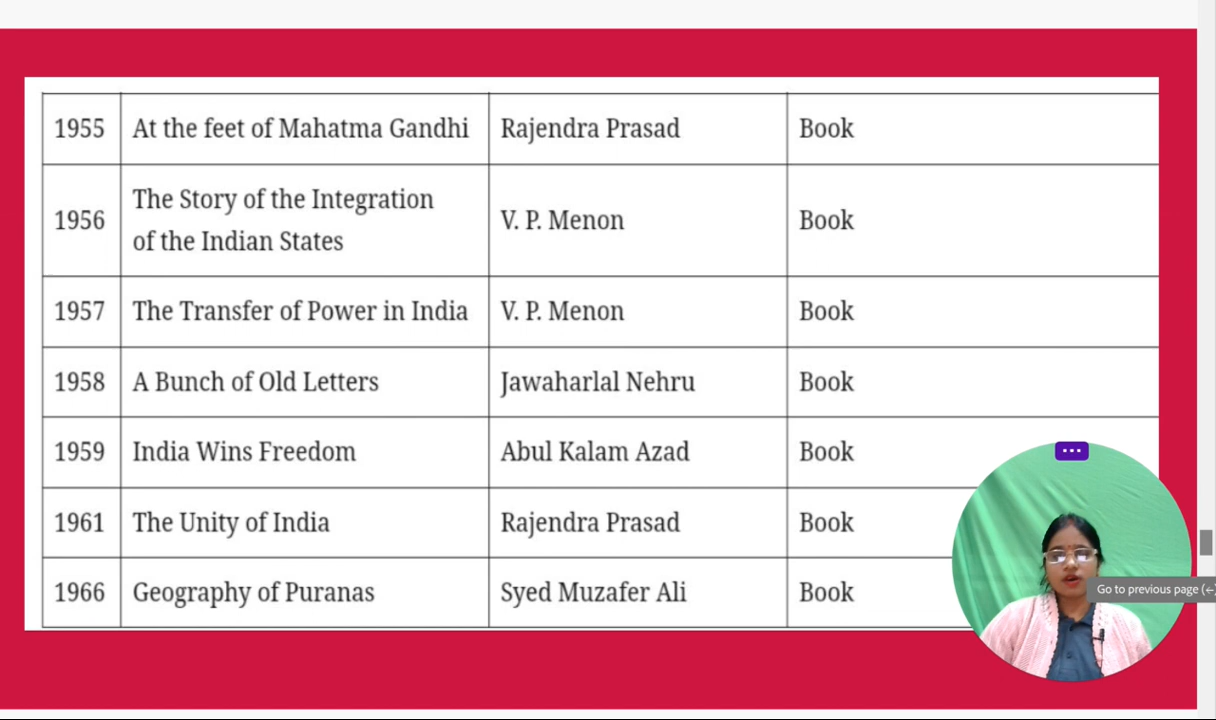 1955 At the feet of Mahatma Gandhi Rajendra Prasad Book
The Story of the Integration
1956 V. P. Menon Book
of the Indian States
1957 The Transfer of Power in India V. P. Menon Book
1958 A Bunch of Old Letters Jawaharlal Nehru Book
1959 India Wins Freedom Abul Kalam Azad Book
1961 The Unity of India Rajendra Prasad Book
1966 Geography of Puranas Syed Muzafer Ali Book
Go to previous page (←)